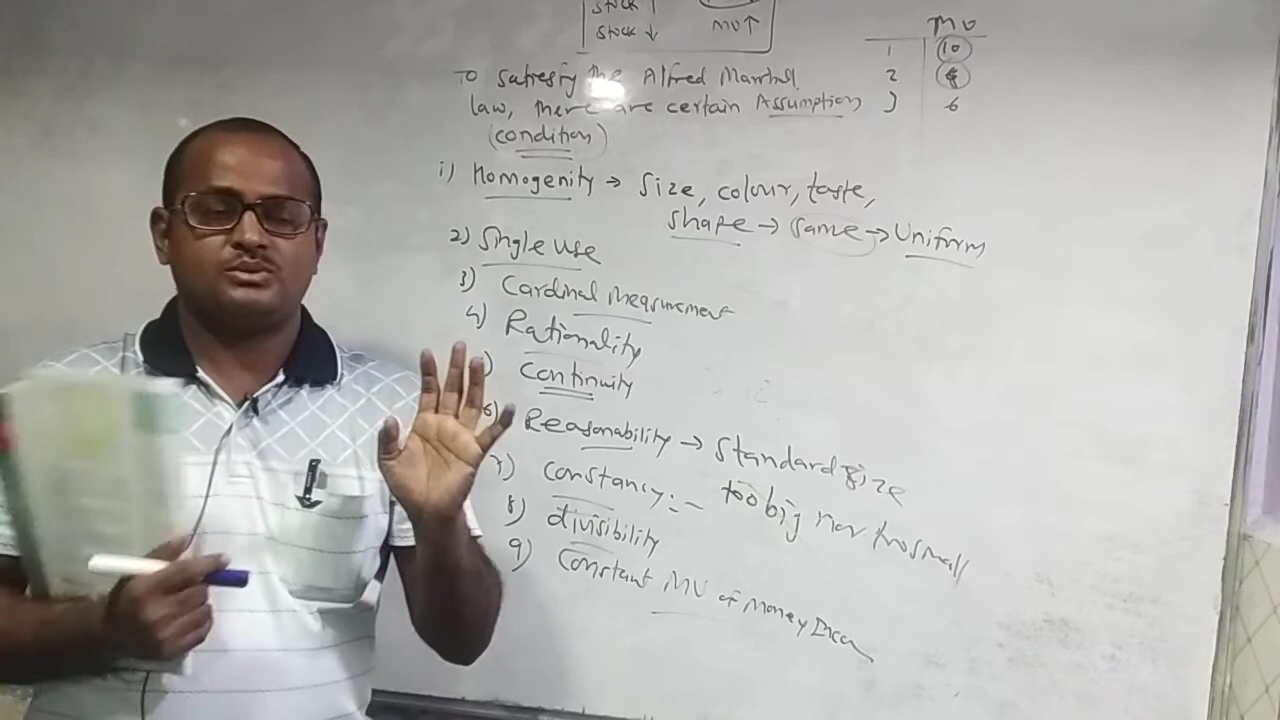 Stock ↑
Stock ↓ MU↑
MU
1 10
2
3 6
To satisfy the Alfred Marshal
law, there are certain Assumption
(condition)
1) Homogenity → Size, colour, taste,
shape → same → Uniform
2) Single use
3) Cardinal Measurement
4) Rationality
) Continuity
6) Reasonability → Standard size
too big nor too small
7) Constancy:-
8) divisibility
9) Constant MU of Money